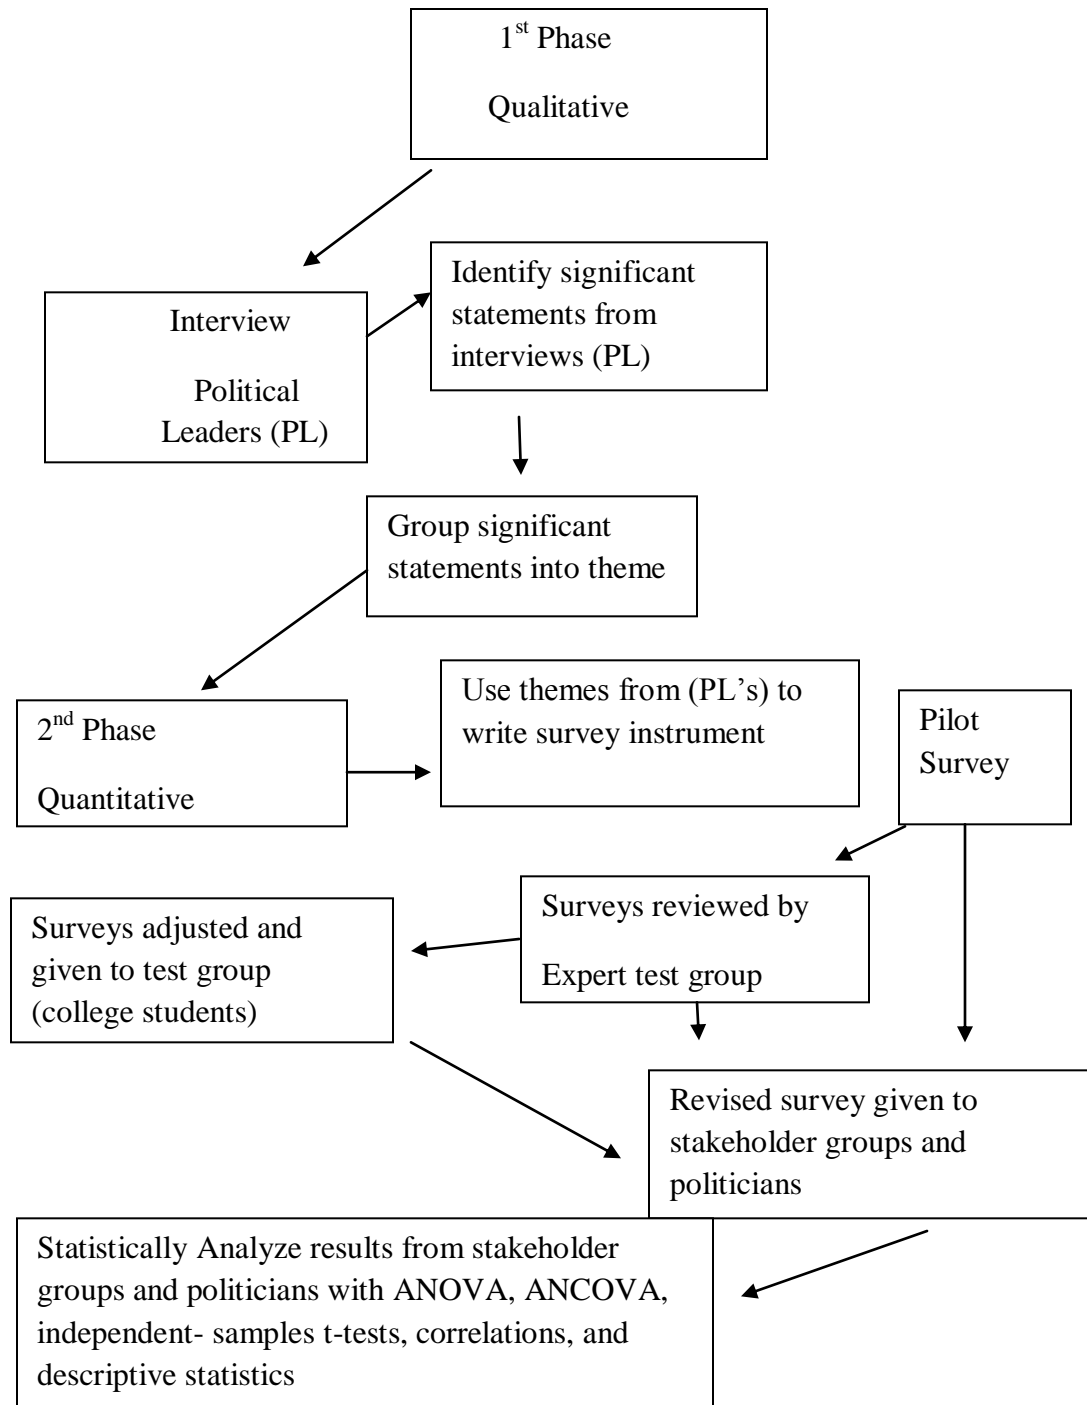 1st Phase
Qualitative
Identify significant
statements from
interviews (PL)
Interview
Political
Leaders (PL)
Group significant
statements into theme
Use themes from (PL’s) to
write survey instrument
Pilot
Survey
2nd Phase
Quantitative
Surveys reviewed by
Expert test group
Surveys adjusted and
given to test group
(college students)
Revised survey given to
stakeholder groups and
politicians
Statistically Analyze results from stakeholder
groups and politicians with ANOVA, ANCOVA,
independent- samples t-tests, correlations, and
descriptive statistics